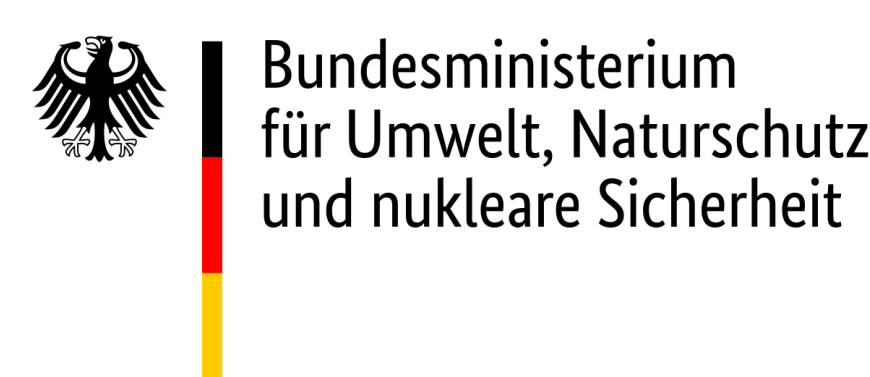 Bundesministerium
für Umwelt, Naturschutz
und nukleare Sicherheit